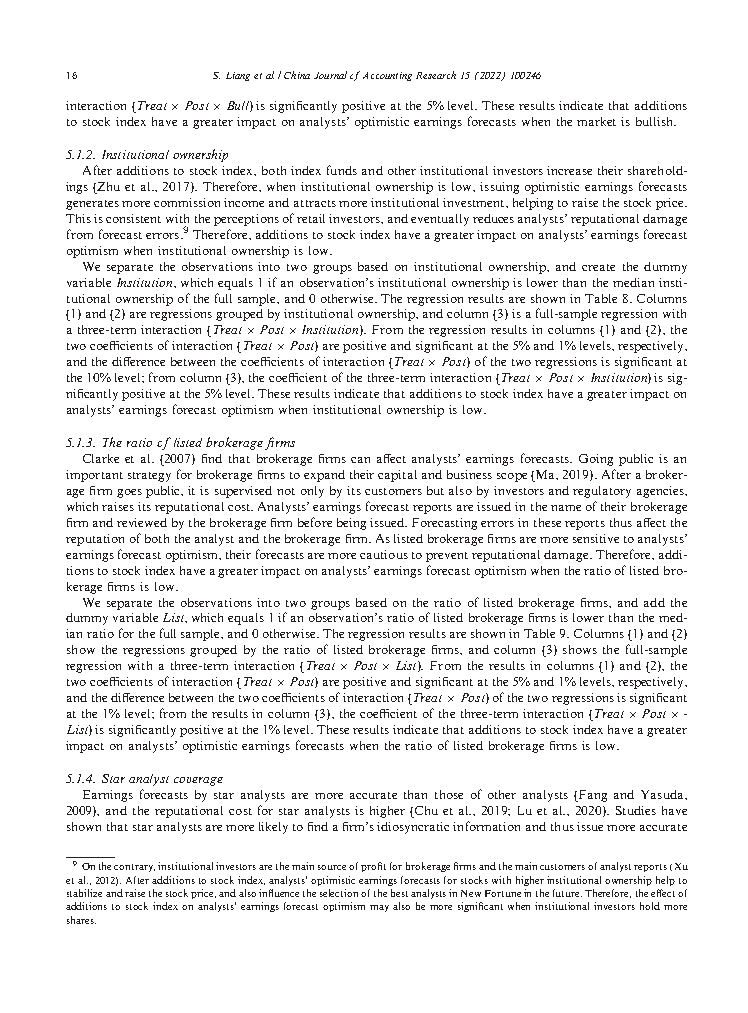 16 S. Liang et al. / China Journal of Accounting Research 15 (2022) 100246
interaction (Treat × Post × Bull) is significantly positive at the 5% level. These results indicate that additions
to stock index have a greater impact on analysts' optimistic earnings forecasts when the market is bullish.
5.1.2. Institutional ownership
After additions to stock index, both index funds and other institutional investors increase their sharehold-
ings (Zhu et al., 2017). Therefore, when institutional ownership is low, issuing optimistic earnings forecasts
generates more commission income and attracts more institutional investment, helping to raise the stock price.
This is consistent with the perceptions of retail investors, and eventually reduces analysts' reputational damage
from forecast errors.9 Therefore, additions to stock index have a greater impact on analysts' earnings forecast
optimism when institutional ownership is low.
We separate the observations into two groups based on institutional ownership, and create the dummy
variable Institution, which equals 1 if an observation's institutional ownership is lower than the median insti-
tutional ownership of the full sample, and 0 otherwise. The regression results are shown in Table 8. Columns
(1) and (2) are regressions grouped by institutional ownership, and column (3) is a full-sample regression with
a three-term interaction (Treat × Post × Institution). From the regression results in columns (1) and (2), the
two coefficients of interaction (Treat × Post) are positive and significant at the 5% and 1% levels, respectively,
and the difference between the coefficients of interaction (Treat × Post) of the two regressions is significant at
the 10% level; from column (3), the coefficient of the three-term interaction (Treat × Post × Institution) is sig-
nificantly positive at the 5% level. These results indicate that additions to stock index have a greater impact on
analysts' earnings forecast optimism when institutional ownership is low.
5.1.3. The ratio of listed brokerage firms
Clarke et al. (2007) find that brokerage firms can affect analysts' earnings forecasts. Going public is an
important strategy for brokerage firms to expand their capital and business scope (Ma, 2019). After a broker-
age firm goes public, it is supervised not only by its customers but also by investors and regulatory agencies,
which raises its reputational cost. Analysts' earnings forecast reports are issued in the name of their brokerage
firm and reviewed by the brokerage firm before being issued. Forecasting errors in these reports thus affect the
reputation of both the analyst and the brokerage firm. As listed brokerage firms are more sensitive to analysts'
earnings forecast optimism, their forecasts are more cautious to prevent reputational damage. Therefore, addi-
tions to stock index have a greater impact on analysts' earnings forecast optimism when the ratio of listed bro-
kerage firms is low.
We separate the observations into two groups based on the ratio of listed brokerage firms, and add the
dummy variable List, which equals 1 if an observation's ratio of listed brokerage firms is lower than the med-
ian ratio for the full sample, and 0 otherwise. The regression results are shown in Table 9. Columns (1) and (2)
show the regressions grouped by the ratio of listed brokerage firms, and column (3) shows the full-sample
regression with a three-term interaction (Treat × Post × List). From the results in columns (1) and (2), the
two coefficients of interaction (Treat × Post) are positive and significant at the 5% and 1% levels, respectively,
and the difference between the two coefficients of interaction (Treat × Post) of the two regressions is significant
at the 1% level; from the results in column (3), the coefficient of the three-term interaction (Treat × Post × -
List) is significantly positive at the 1% level. These results indicate that additions to stock index have a greater
impact on analysts' optimistic earnings forecasts when the ratio of listed brokerage firms is low.
5.1.4. Star analyst coverage
Earnings forecasts by star analysts are more accurate than those of other analysts (Fang and Yasuda,
2009), and the reputational cost for star analysts is higher (Chu et al., 2019; Lu et al., 2020). Studies have
shown that star analysts are more likely to find a firm's idiosyncratic information and thus issue more accurate
9 On the contrary, institutional investors are the main source of profit for brokerage firms and the main customers of analyst reports (Xu
et al., 2012). After additions to stock index, analysts' optimistic earnings forecasts for stocks with higher institutional ownership help to
stabilize and raise the stock price, and also influence the selection of the best analysts in New Fortune in the future. Therefore, the effect of
additions to stock index on analysts' earnings forecast optimism may also be more significant when institutional investors hold more
shares.